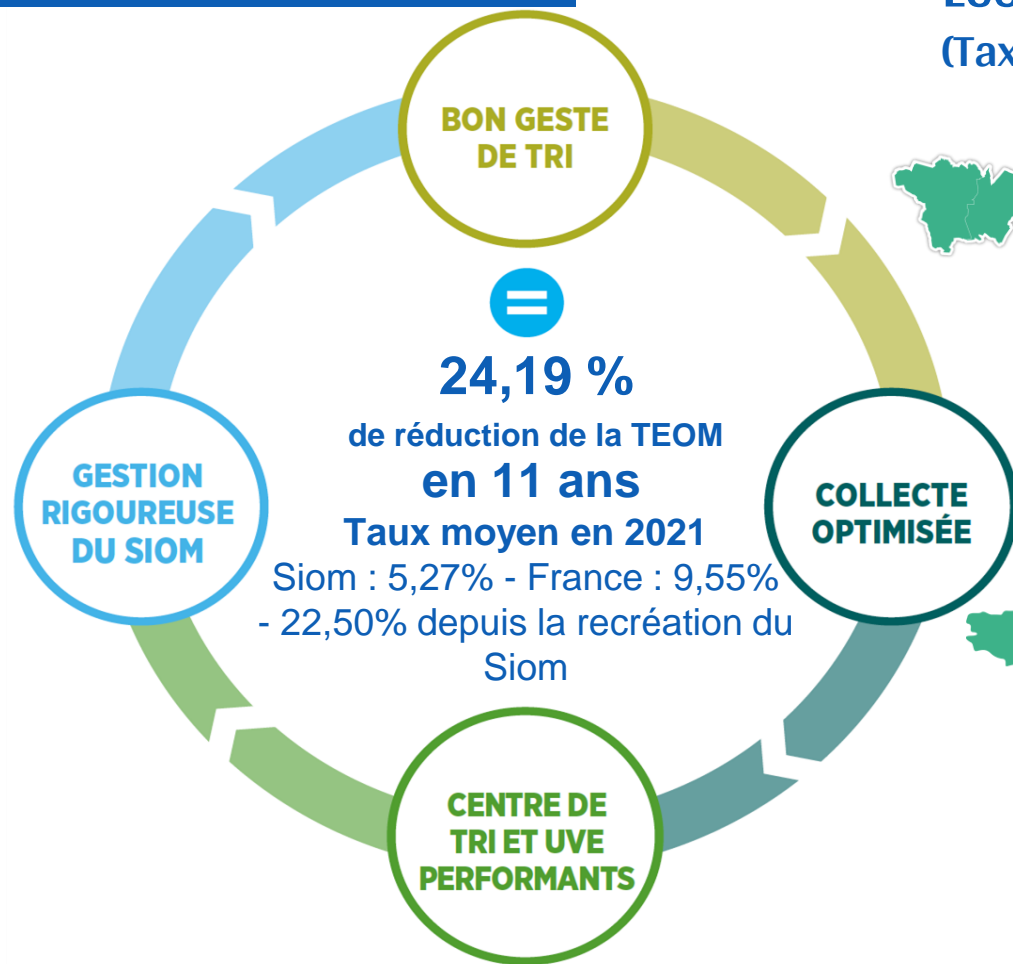 (Tax
BON GESTE
DE TRI
24,19 %
de réduction de la TEOM
en 11 ans
Taux moyen en 2021
Siom : 5,27% - France : 9,55%
- 22,50% depuis la recréation du
Siom
GESTION
RIGOUREUSE
DU SIOM
COLLECTE
OPTIMISÉE
CENTRE DE
TRI ET UVE
PERFORMANTS